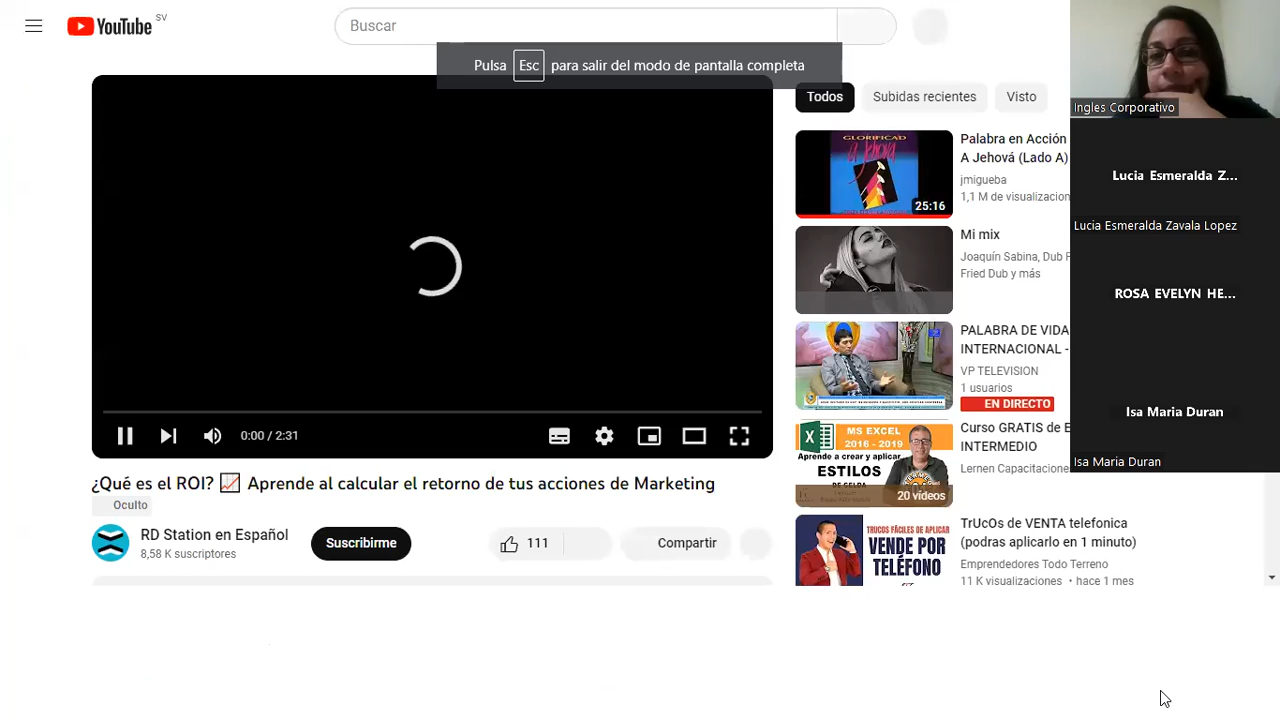 YouTube SV
Buscar
Pulsa Esc para salir del modo de pantalla completa
0:00 / 2:31
¿Qué es el ROI? 📈 Aprende al calcular el retorno de tus acciones de Marketing
Oculto
RD Station en Español
8,58 K suscriptores
Suscribirme
111
Compartir
Todos
Subidas recientes
Visto
GLORIFICAD
a Jehová
25:16
Palabra en Acción
A Jehová (Lado A)
jmigueba
1,1 M de visualizacion
Mi mix
Joaquín Sabina, Dub F
Fried Dub y más
PALABRA DE VIDA
INTERNACIONAL -
VP TELEVISION
1 usuarios
EN DIRECTO
MS EXCEL
2016 - 2019
Aprende a crear y aplicar
ESTILOS
DE CELDA
20 vídeos
Curso GRATIS de E
INTERMEDIO
Lernen Capacitacione
TRUCOS FÁCILES DE APLICAR
VENDE POR
TELÉFONO
TrUcOs de VENTA telefonica
(podras aplicarlo en 1 minuto)
Emprendedores Todo Terreno
11 K visualizaciones • hace 1 mes
Ingles Corporativo
Lucia Esmeralda Z...
Lucia Esmeralda Zavala Lopez
ROSA EVELYN HE...
Isa Maria Duran
Isa Maria Duran